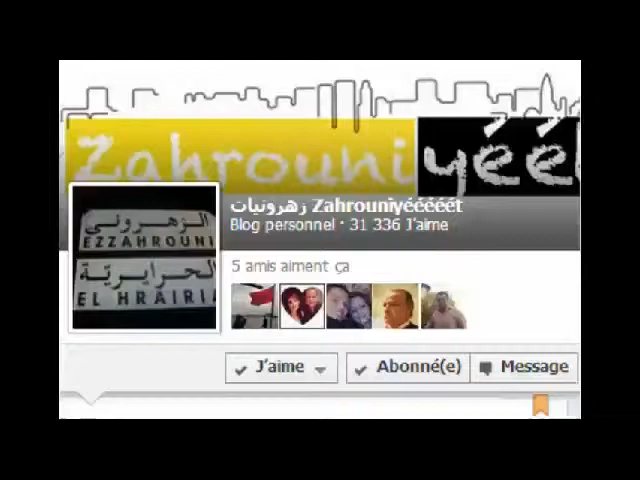 Zahrouniyéé
زهرونيات Zahrouniyééééét
Blog personnel · 31 336 J'aime
الزهروني
EZZAHROUNI
الحرايريّة
EL HRAIRIA
5 amis aiment ça
J'aime
Abonné(e)
Message